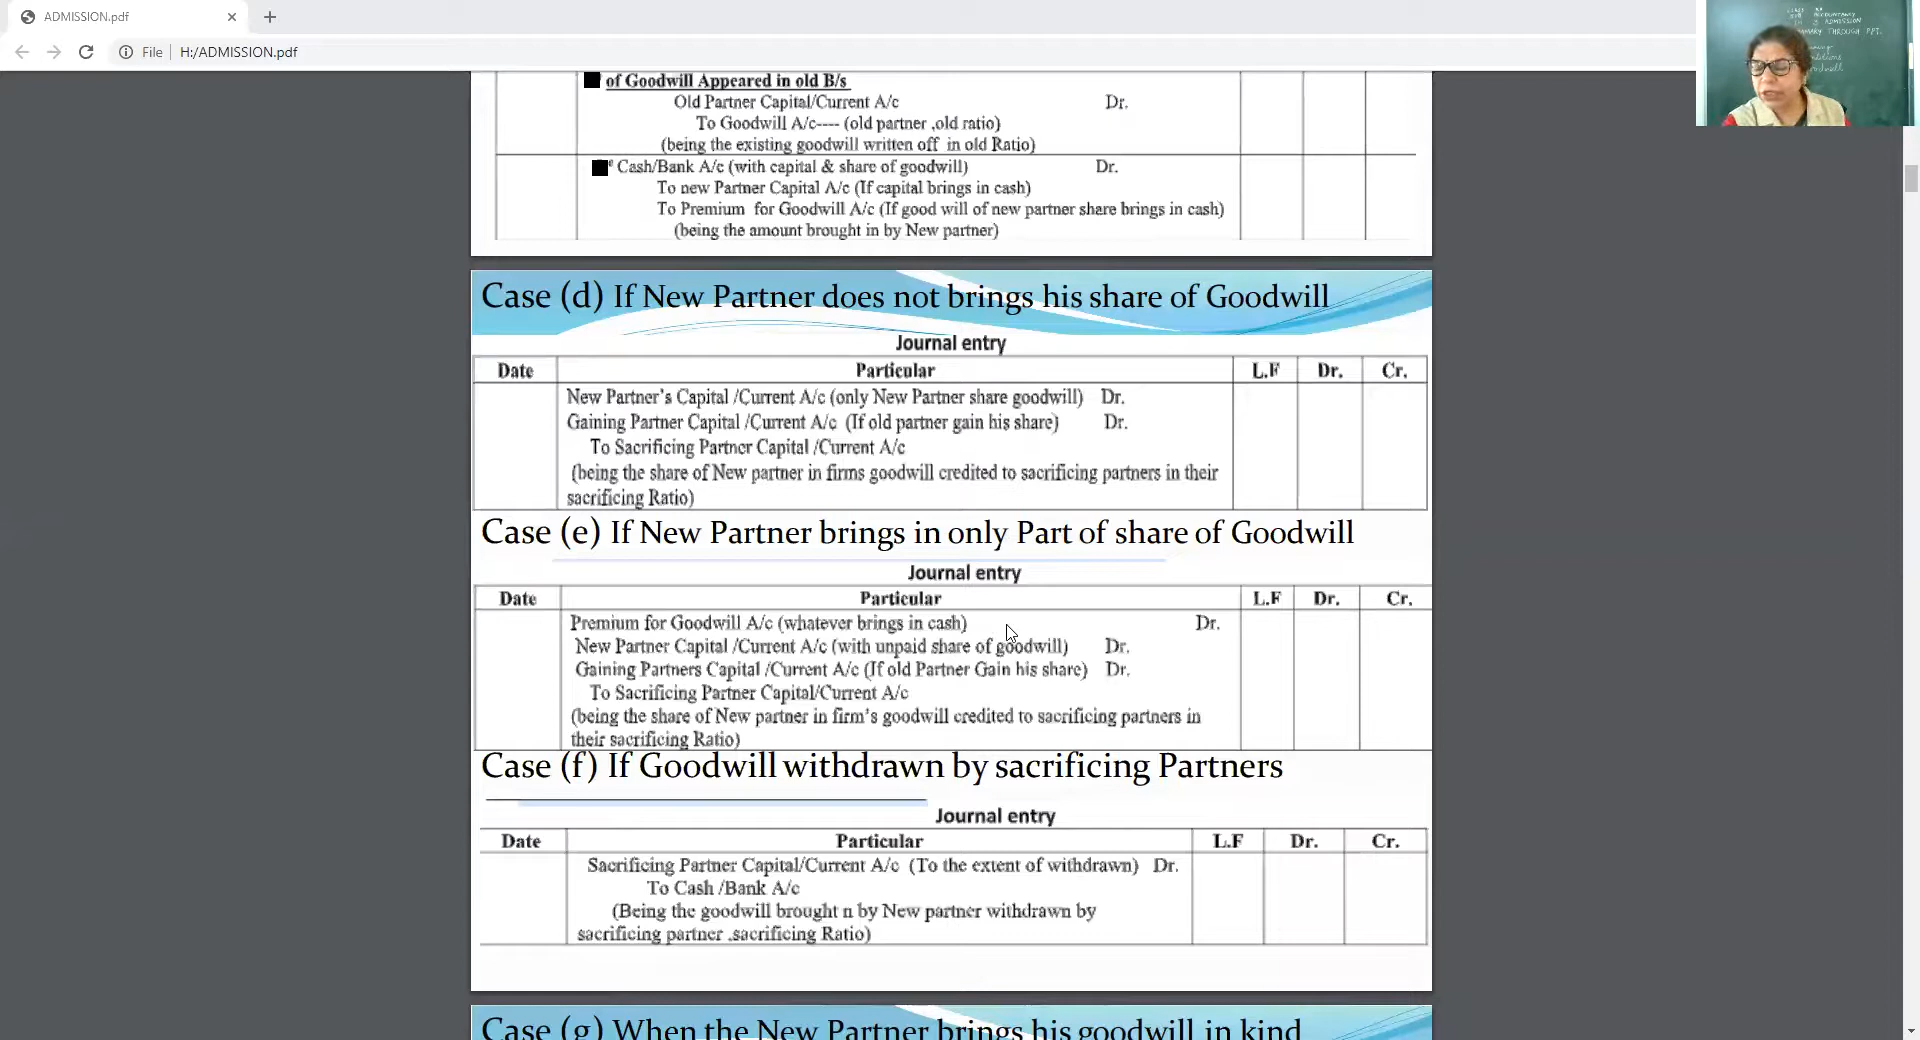 ADMISSION.pdf
File H:/ADMISSION.pdf
ACCOUNTANCY
ADMISSION
THROUGH PPT.
of Goodwill Appeared in old B/s
Old Partner Capital/Current A/c Dr.
To Goodwill A/c---- (old partner ,old ratio)
(being the existing goodwill written off in old Ratio)
Cash/Bank A/c (with capital & share of goodwill) Dr.
To new Partner Capital A/c (If capital brings in cash)
To Premium for Goodwill A/c (If good will of new partner share brings in cash)
(being the amount brought in by New partner)
Case (d) If New Partner does not brings his share of Goodwill
Journal entry
Date Particular L.F Dr. Cr.
New Partner's Capital /Current A/c (only New Partner share goodwill) Dr.
Gaining Partner Capital /Current A/c (If old partner gain his share) Dr.
To Sacrificing Partner Capital /Current A/c
(being the share of New partner in firms goodwill credited to sacrificing partners in their
sacrificing Ratio)
Case (e) If New Partner brings in only Part of share of Goodwill
Journal entry
Date Particular L.F Dr. Cr.
Premium for Goodwill A/c (whatever brings in cash) Dr.
New Partner Capital /Current A/c (with unpaid share of goodwill) Dr.
Gaining Partners Capital /Current A/c (If old Partner Gain his share) Dr.
To Sacrificing Partner Capital/Current A/c
(being the share of New partner in firm's goodwill credited to sacrificing partners in
their sacrificing Ratio)
Case (f) If Goodwill withdrawn by sacrificing Partners
Journal entry
Date Particular L.F Dr. Cr.
Sacrificing Partner Capital/Current A/c (To the extent of withdrawn) Dr.
To Cash /Bank A/c
(Being the goodwill brought n by New partner withdrawn by
sacrificing partner .sacrificing Ratio)
Case (g) When the New Partner brings his goodwill in kind